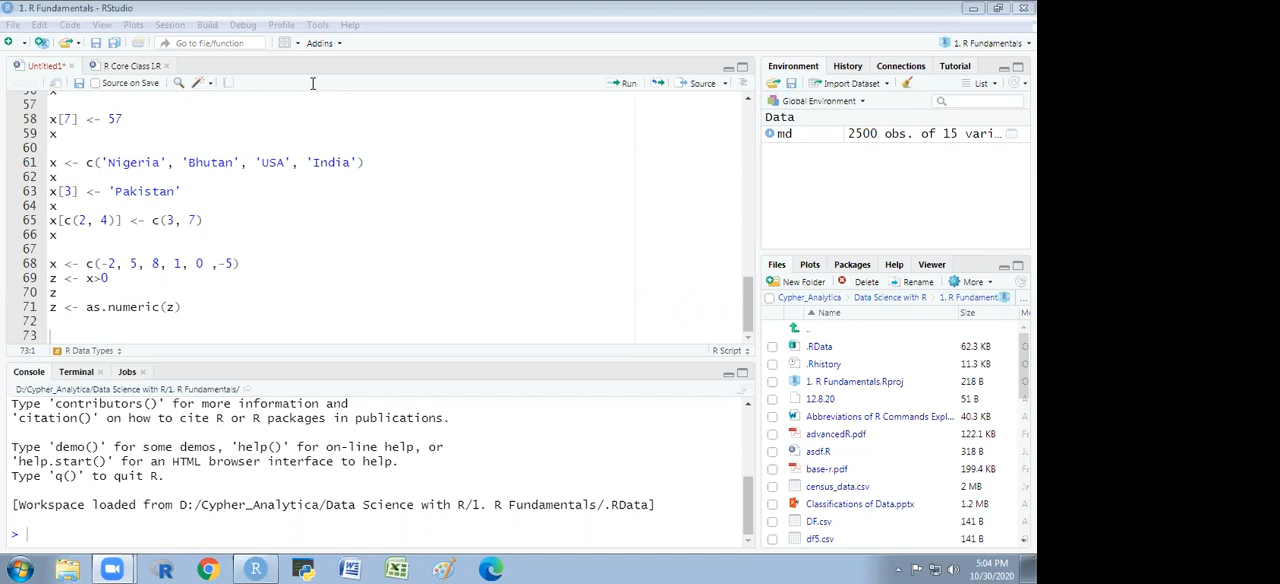 1. R Fundamentals - RStudio
File Edit Code View Plots Session Build Debug Profile Tools Help
Go to file/function Addins 1. R Fundamentals
Untitled1* R Core Class1.R
Source on Save Run Source
56 x
57
58 x[7] <- 57
59 x
60
61 x <- c('Nigeria', 'Bhutan', 'USA', 'India')
62 x
63 x[3] <- 'Pakistan'
64 x
65 x[c(2, 4)] <- c(3, 7)
66 x
67
68 x <- c(-2, 5, 8, 1, 0 ,-5)
69 z <- x>0
70 z
71 z <- as.numeric(z)
72
73
73:1 R Data Types R Script
Console Terminal Jobs
D:/Cypher_Analytica/Data Science with R/1. R Fundamentals/
Type 'contributors()' for more information and
'citation()' on how to cite R or R packages in publications.
Type 'demo()' for some demos, 'help()' for on-line help, or
'help.start()' for an HTML browser interface to help.
Type 'q()' to quit R.
[Workspace loaded from D:/Cypher_Analytica/Data Science with R/1. R Fundamentals/.RData]
>
Environment History Connections Tutorial
Import Dataset List
Global Environment
Data
md 2500 obs. of 15 vari…
Files Plots Packages Help Viewer
New Folder Delete Rename More
Cypher_Analytica Data Science with R 1. R Fundament ...
Name Size
..
.RData 62.3 KB
.Rhistory 11.3 KB
1. R Fundamentals.Rproj 218 B
12.8.20 51 B
Abbreviations of R Commands Expl... 40.3 KB
advancedR.pdf 122.1 KB
asdf.R 318 B
base-r.pdf 199.4 KB
census_data.csv 2 MB
Classifications of Data.pptx 1.2 MB
DF.csv 141 B
df5.csv 141 B
5:04 PM
10/30/2020